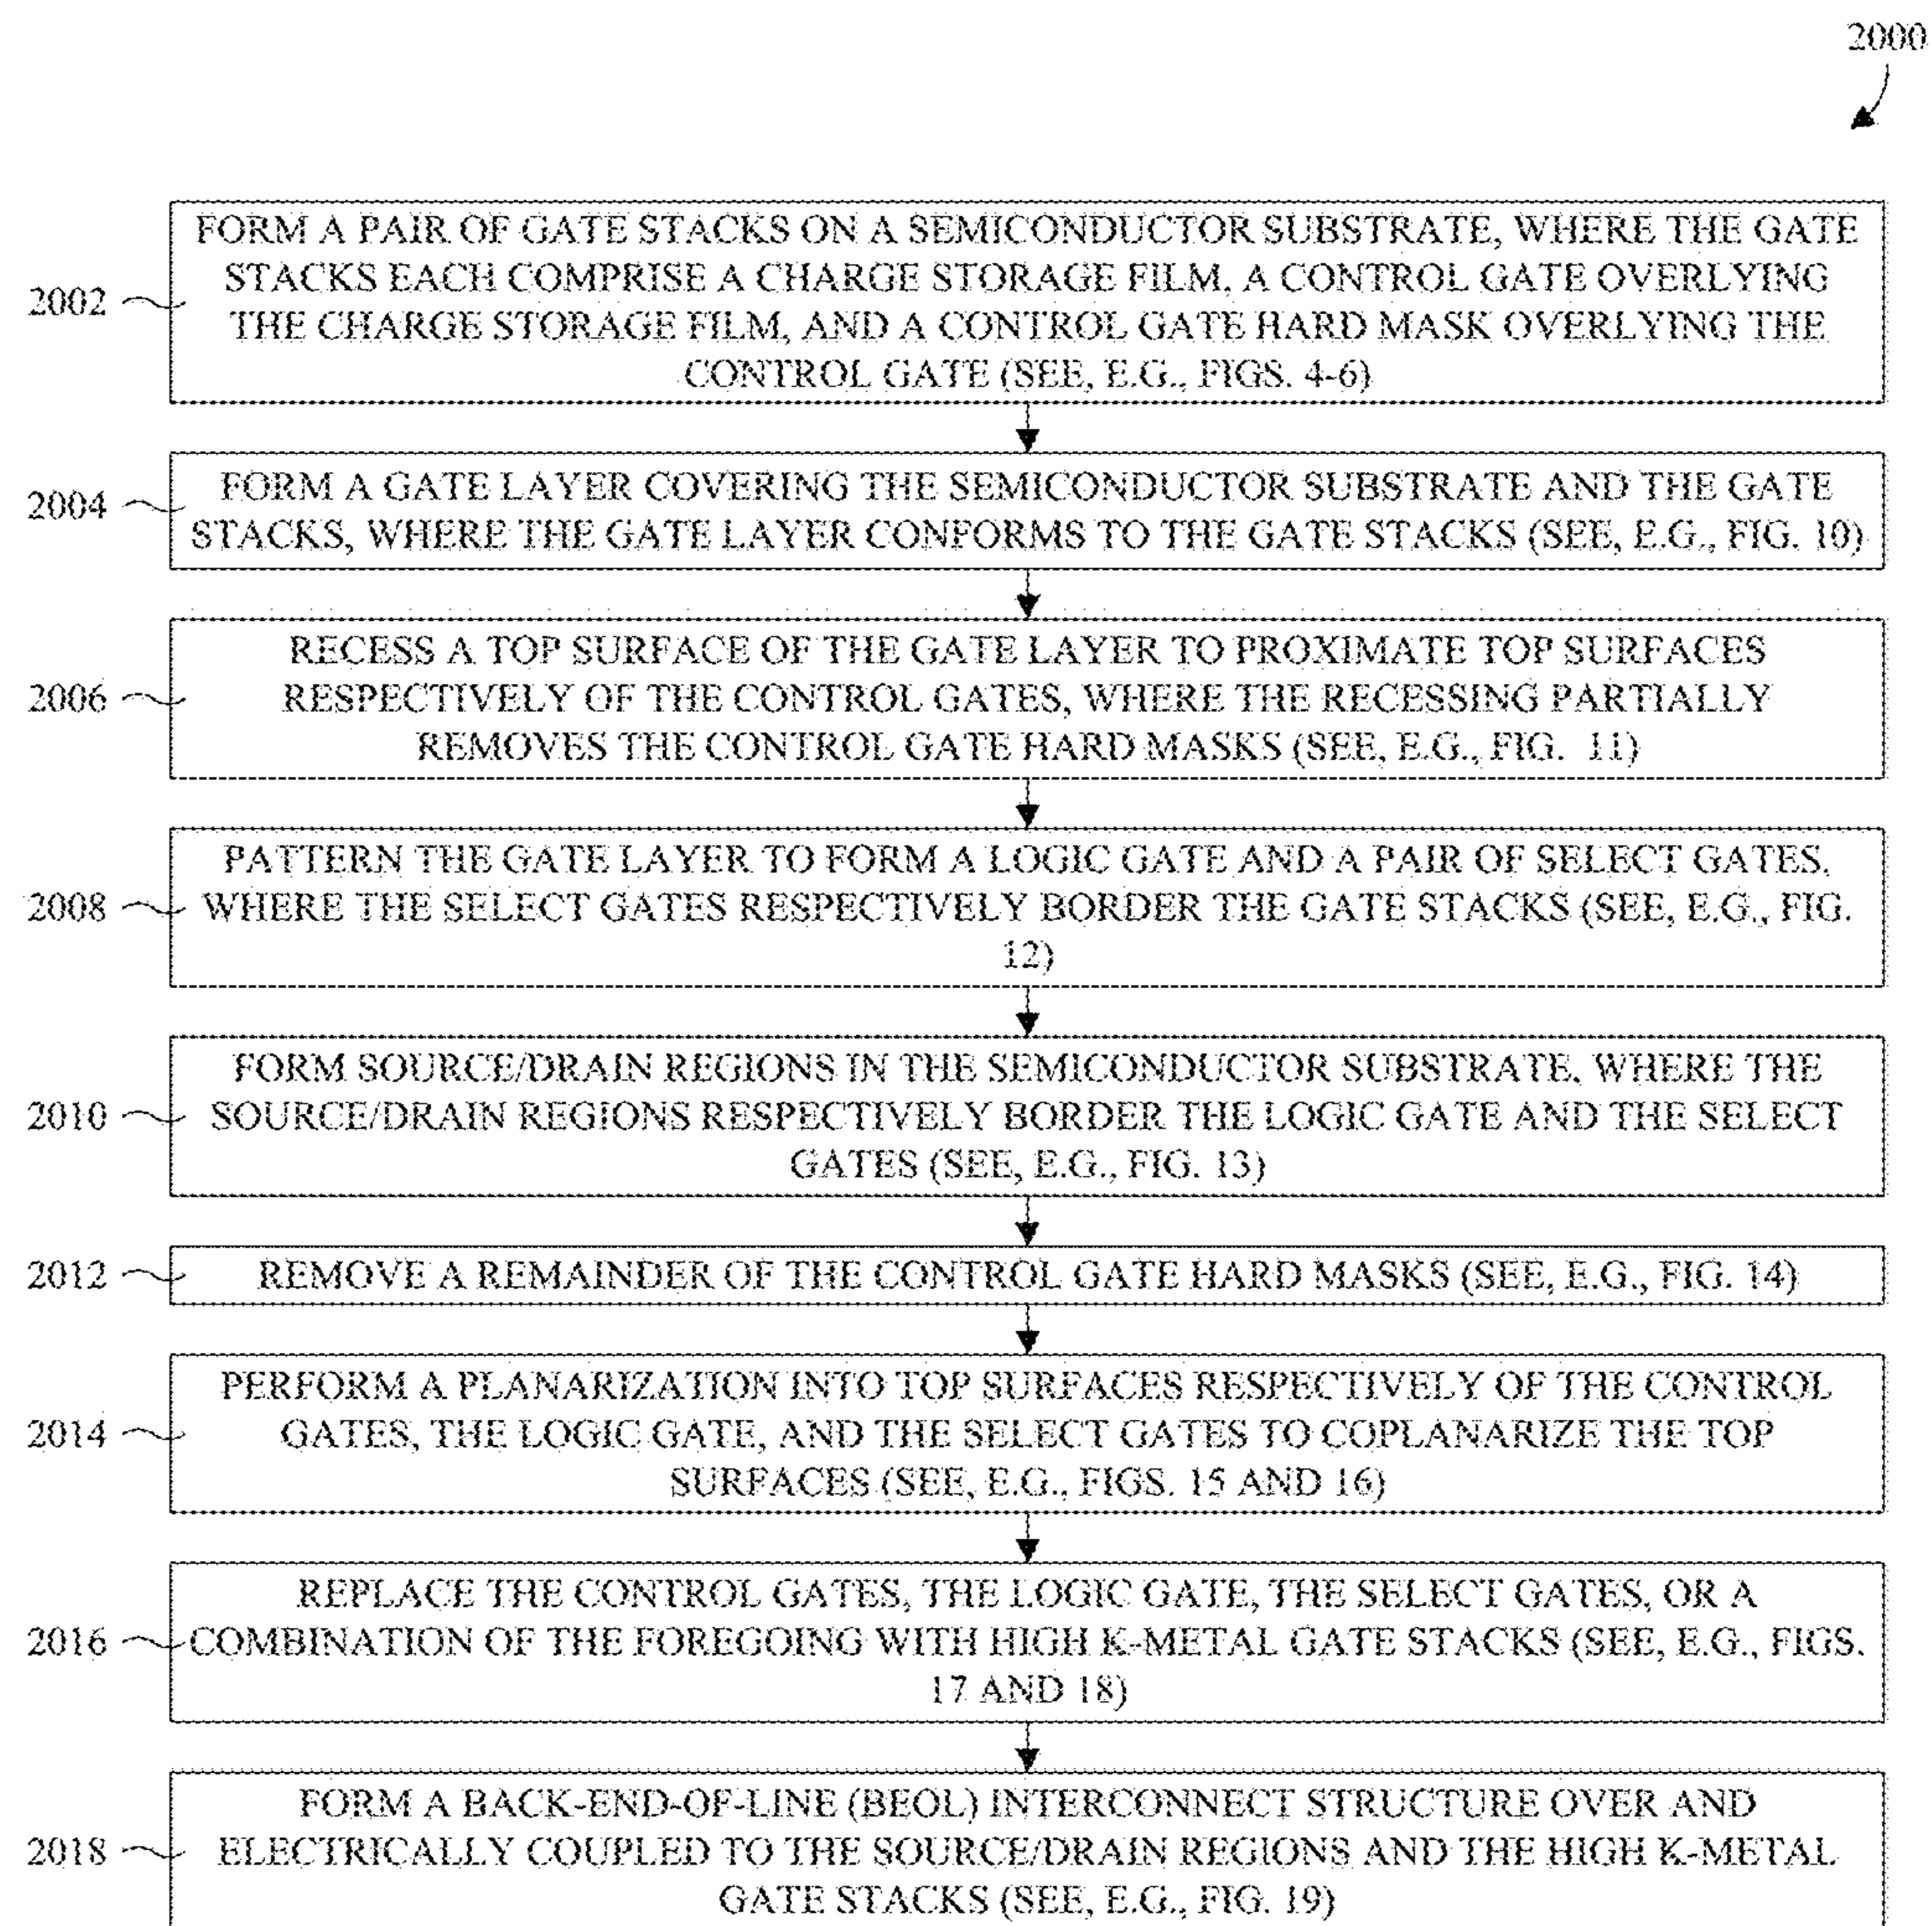 2000
2002
FORM A PAIR OF GATE STACKS ON A SEMICONDUCTOR SUBSTRATE, WHERE THE GATE
STACKS EACH COMPRISE A CHARGE STORAGE FILM, A CONTROL GATE OVERLYING
THE CHARGE STORAGE FILM, AND A CONTROL GATE HARD MASK OVERLYING THE
CONTROL GATE (SEE, E.G., FIGS. 4-6)
2004
FORM A GATE LAYER COVERING THE SEMICONDUCTOR SUBSTRATE AND THE GATE
STACKS, WHERE THE GATE LAYER CONFORMS TO THE GATE STACKS (SEE, E.G., FIG. 10)
2006
RECESS A TOP SURFACE OF THE GATE LAYER TO PROXIMATE TOP SURFACES
RESPECTIVELY OF THE CONTROL GATES, WHERE THE RECESSING PARTIALLY
REMOVES THE CONTROL GATE HARD MASKS (SEE, E.G., FIG. 11)
2008
PATTERN THE GATE LAYER TO FORM A LOGIC GATE AND A PAIR OF SELECT GATES,
WHERE THE SELECT GATES RESPECTIVELY BORDER THE GATE STACKS (SEE, E.G., FIG.
12)
2010
FORM SOURCE/DRAIN REGIONS IN THE SEMICONDUCTOR SUBSTRATE, WHERE THE
SOURCE/DRAIN REGIONS RESPECTIVELY BORDER THE LOGIC GATE AND THE SELECT
GATES (SEE, E.G., FIG. 13)
2012
REMOVE A REMAINDER OF THE CONTROL GATE HARD MASKS (SEE, E.G., FIG. 14)
2014
PERFORM A PLANARIZATION INTO TOP SURFACES RESPECTIVELY OF THE CONTROL
GATES, THE LOGIC GATE, AND THE SELECT GATES TO COPLANARIZE THE TOP
SURFACES (SEE, E.G., FIGS. 15 AND 16)
2016
REPLACE THE CONTROL GATES, THE LOGIC GATE, THE SELECT GATES, OR A
COMBINATION OF THE FOREGOING WITH HIGH K-METAL GATE STACKS (SEE, E.G., FIGS.
17 AND 18)
2018
FORM A BACK-END-OF-LINE (BEOL) INTERCONNECT STRUCTURE OVER AND
ELECTRICALLY COUPLED TO THE SOURCE/DRAIN REGIONS AND THE HIGH K-METAL
GATE STACKS (SEE, E.G., FIG. 19)